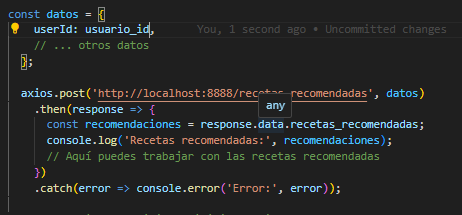 const datos = {
userId: usuario_id, You, 1 second ago • Uncommitted changes
// ... otros datos
};
axios.post('http://localhost:8888/recetas_recomendadas', datos)
any
.then(response => {
const recomendaciones = response.data.recetas_recomendadas;
console.log('Recetas recomendadas:', recomendaciones);
// Aquí puedes trabajar con las recetas recomendadas
})
.catch(error => console.error('Error:', error));